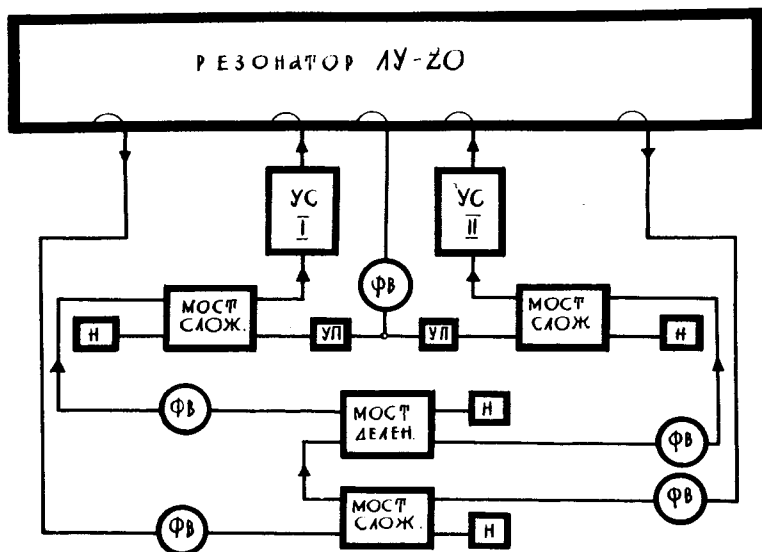 РЕЗОНАТОР ЛУ-20
УС
I
УС
II
ФВ
МОСТ
СЛОЖ.
Н
УП
УП
МОСТ
СЛОЖ
Н
ФВ
МОСТ
ДЕЛЕН.
Н
ФВ
ФВ
МОСТ
СЛОЖ.
ФВ
Н